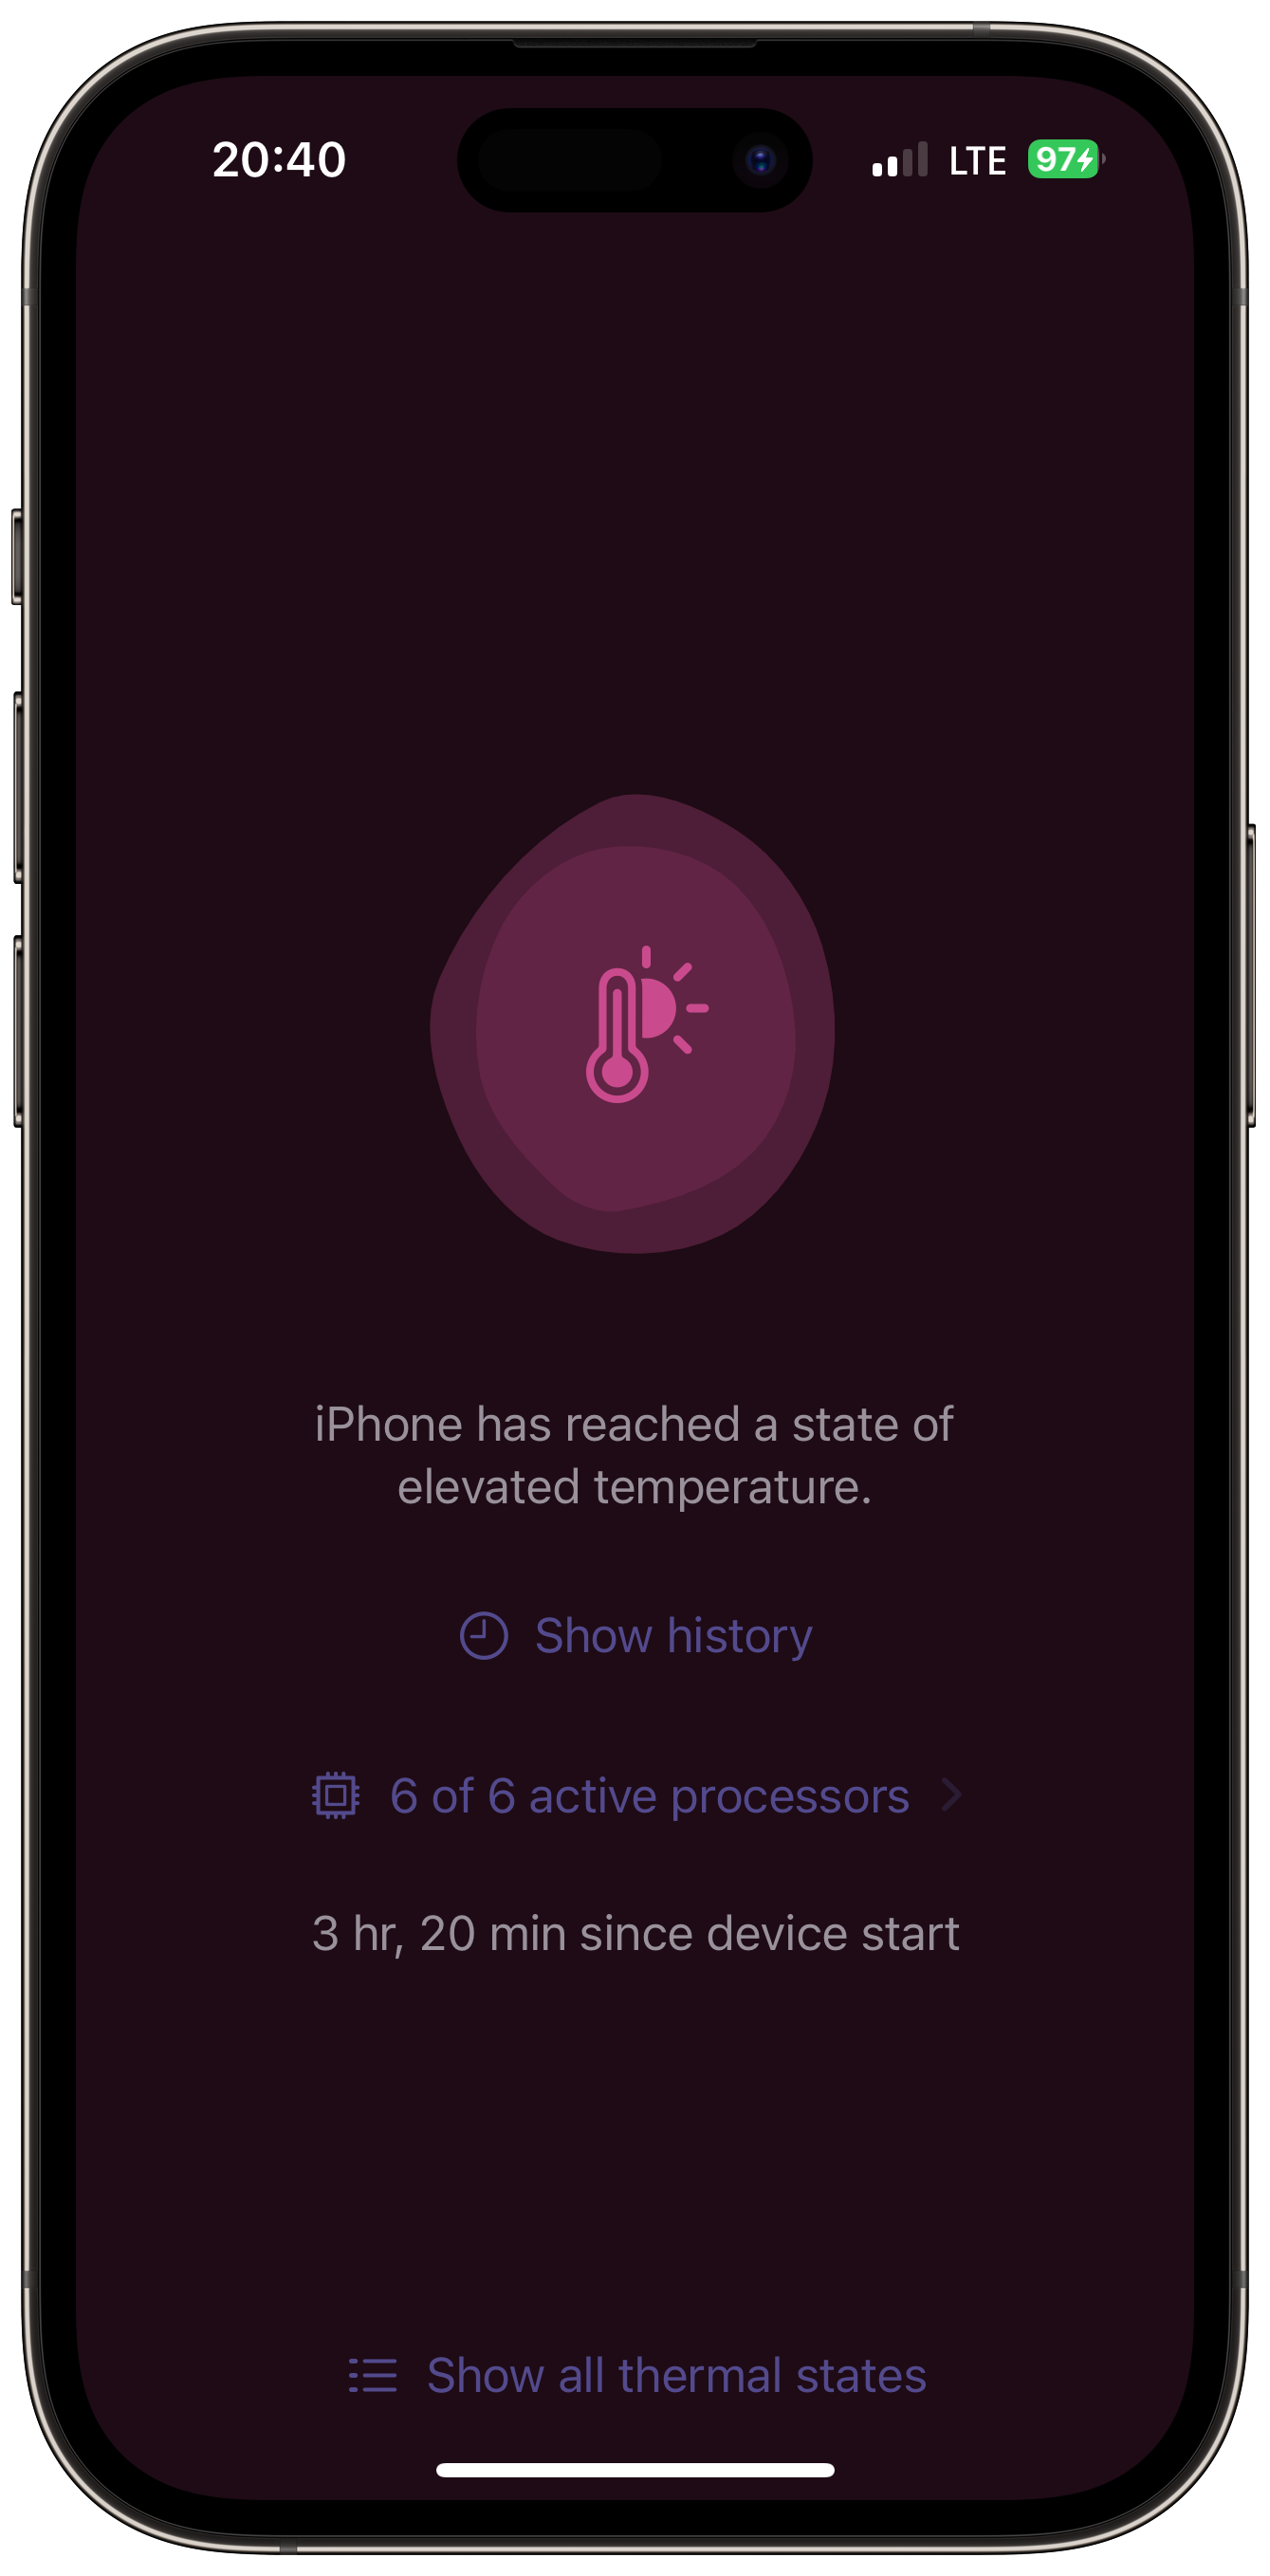 20:40 LTE 97
iPhone has reached a state of
elevated temperature.
Show history
6 of 6 active processors
3 hr, 20 min since device start
Show all thermal states